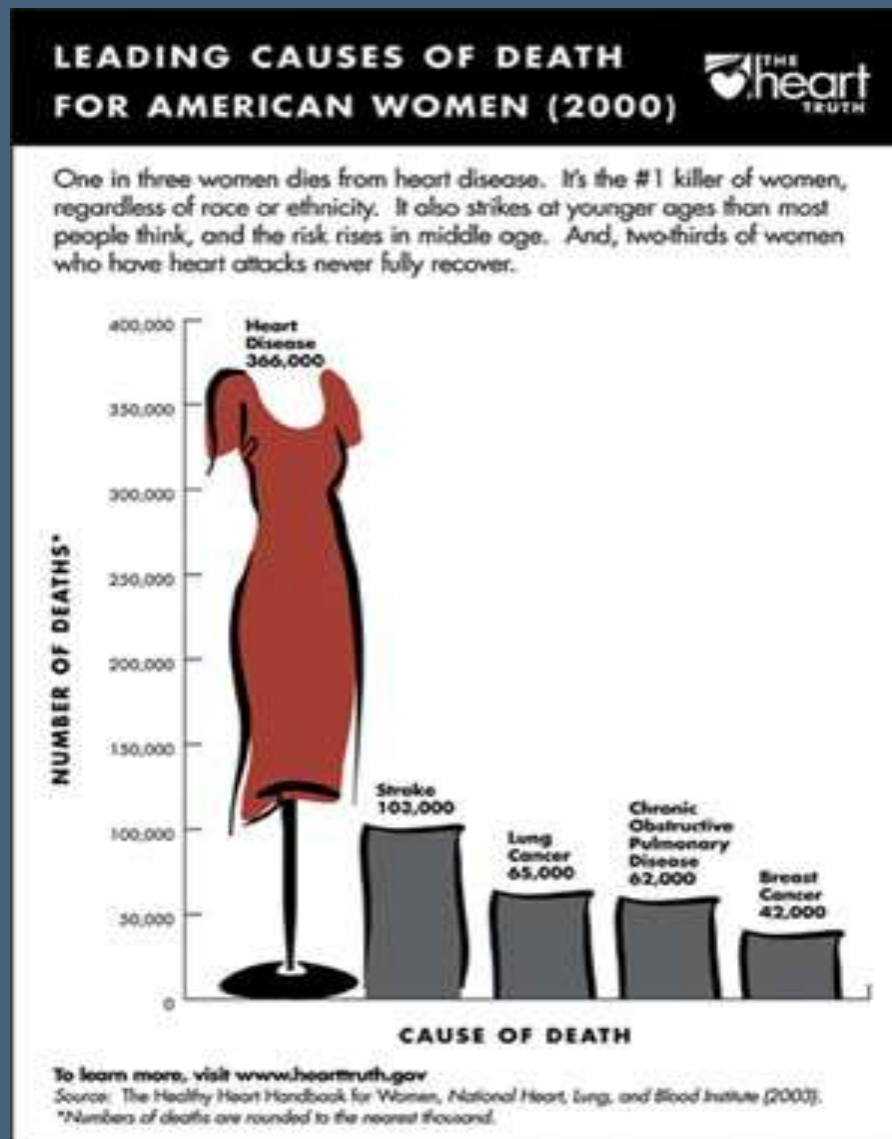 LEADING CAUSES OF DEATH
FOR AMERICAN WOMEN (2000)
THE
heart
TRUTH
One in three women dies from heart disease. It's the #1 killer of women,
regardless of race or ethnicity. It also strikes at younger ages than most
people think, and the risk rises in middle age. And, two-thirds of women
who have heart attacks never fully recover.
400,000
350,000
300,000
250,000
200,000
150,000
100,000
50,000
0
NUMBER OF DEATHS*
Heart
Disease
366,000
Stroke
103,000
Lung
Cancer
65,000
Chronic
Obstructive
Pulmonary
Disease
62,000
Breast
Cancer
42,000
CAUSE OF DEATH
To learn more, visit www.hearttruth.gov
Source: The Healthy Heart Handbook for Women, National Heart, Lung, and Blood Institute (2003).
*Numbers of deaths are rounded to the nearest thousand.